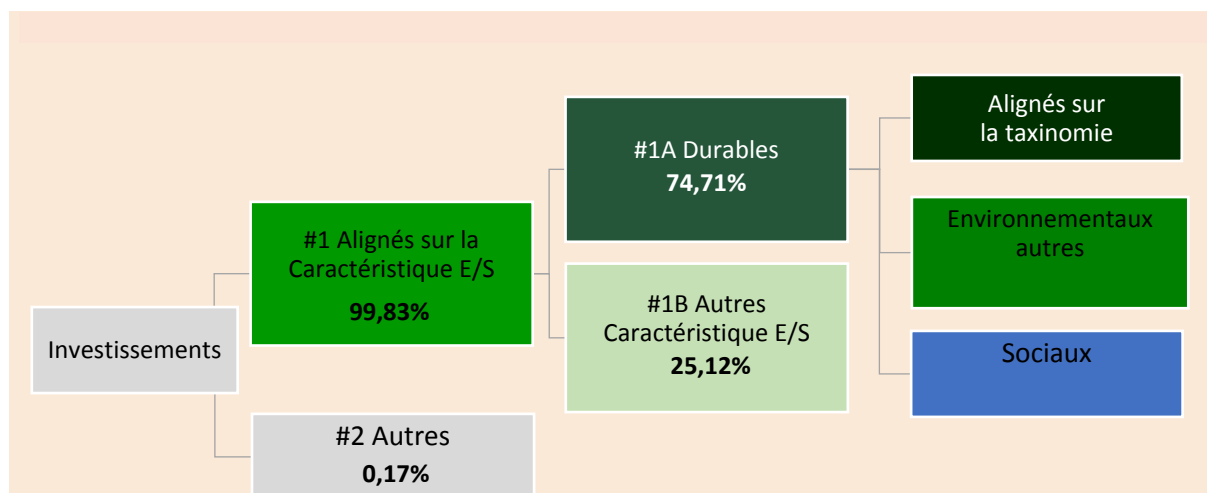 Investissements
#1 Alignés sur la
Caractéristique E/S
99,83%
#2 Autres
0,17%
#1A Durables
74,71%
#1B Autres
Caractéristique E/S
25,12%
Alignés sur
la taxinomie
Environnementaux
autres
Sociaux